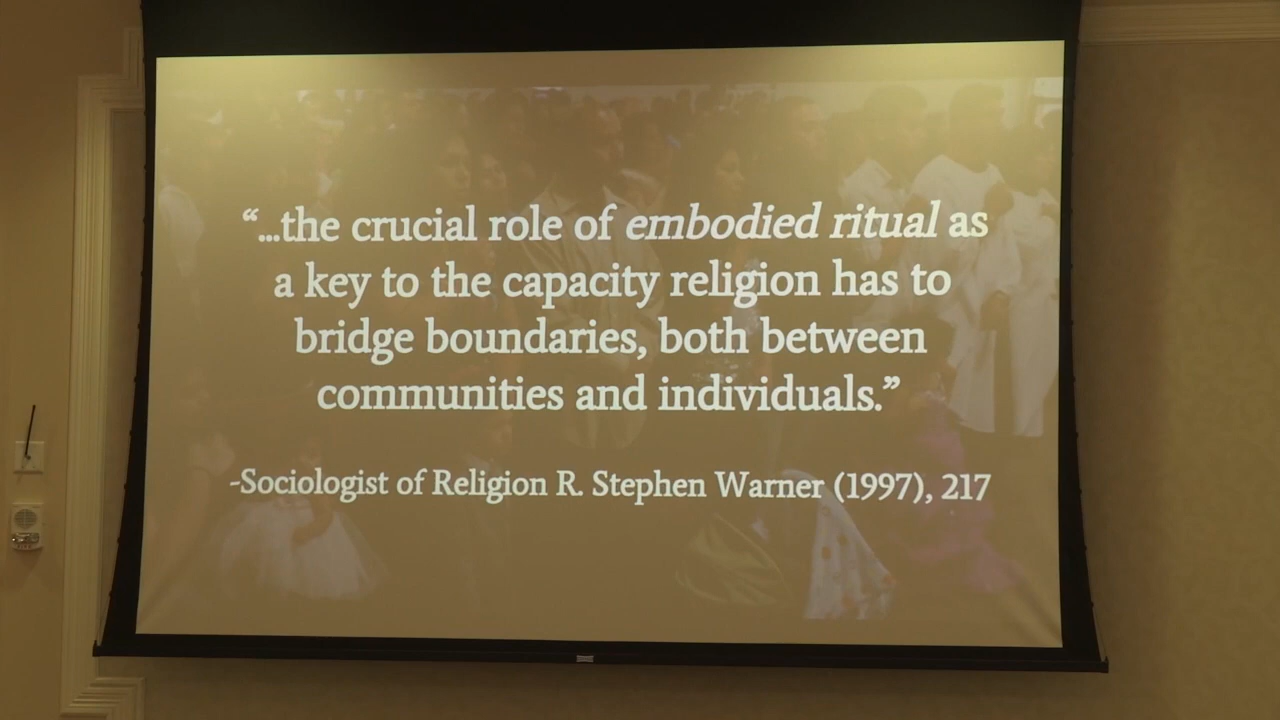 “...the crucial role of embodied ritual as
a key to the capacity religion has to
bridge boundaries, both between
communities and individuals.”
-Sociologist of Religion R. Stephen Warner (1997), 217